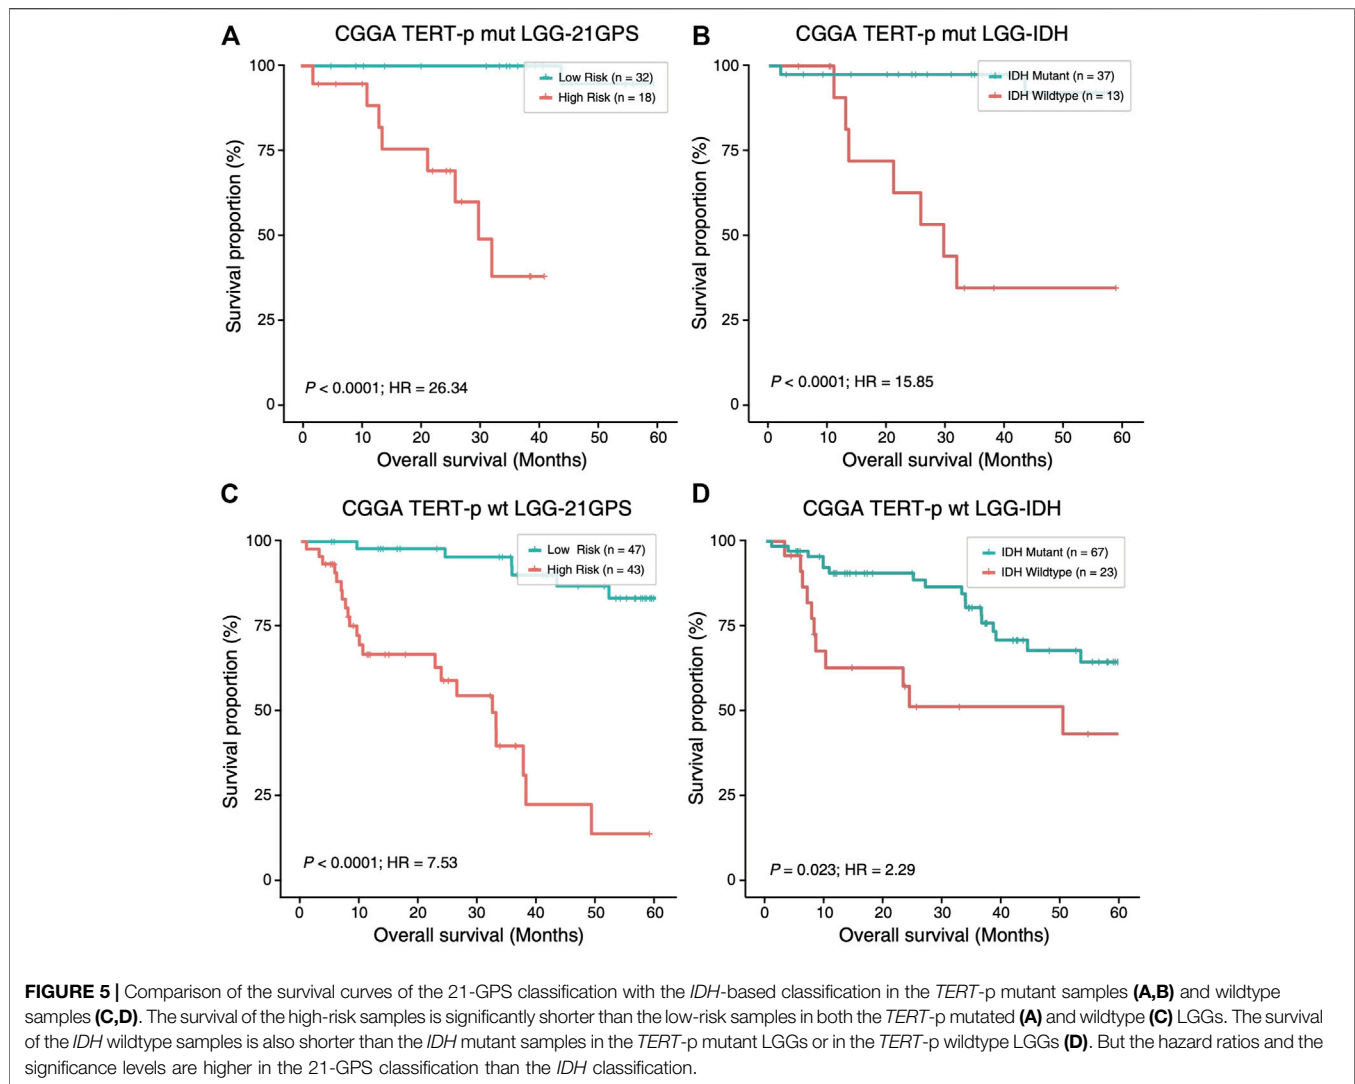 A
CGGA TERT-p mut LGG-21GPS
Low Risk (n = 32)
High Risk (n = 18)
Survival proportion (%)
100
75
50
25
0
P < 0.0001; HR = 26.34
0 10 20 30 40 50 60
Overall survival (Months)
B
CGGA TERT-p mut LGG-IDH
IDH Mutant (n = 37)
IDH Wildtype (n = 13)
Survival proportion (%)
100
75
50
25
0
P < 0.0001; HR = 15.85
0 10 20 30 40 50 60
Overall survival (Months)
C
CGGA TERT-p wt LGG-21GPS
Low Risk (n = 47)
High Risk (n = 43)
Survival proportion (%)
100
75
50
25
0
P < 0.0001; HR = 7.53
0 10 20 30 40 50 60
Overall survival (Months)
D
CGGA TERT-p wt LGG-IDH
IDH Mutant (n = 67)
IDH Wildtype (n = 23)
Survival proportion (%)
100
75
50
25
0
P = 0.023; HR = 2.29
0 10 20 30 40 50 60
Overall survival (Months)
FIGURE 5 | Comparison of the survival curves of the 21-GPS classification with the IDH-based classification in the TERT-p mutant samples (A,B) and wildtype
samples (C,D). The survival of the high-risk samples is significantly shorter than the low-risk samples in both the TERT-p mutated (A) and wildtype (C) LGGs. The survival
of the IDH wildtype samples is also shorter than the IDH mutant samples in the TERT-p mutant LGGs or in the TERT-p wildtype LGGs (D). But the hazard ratios and the
significance levels are higher in the 21-GPS classification than the IDH classification.